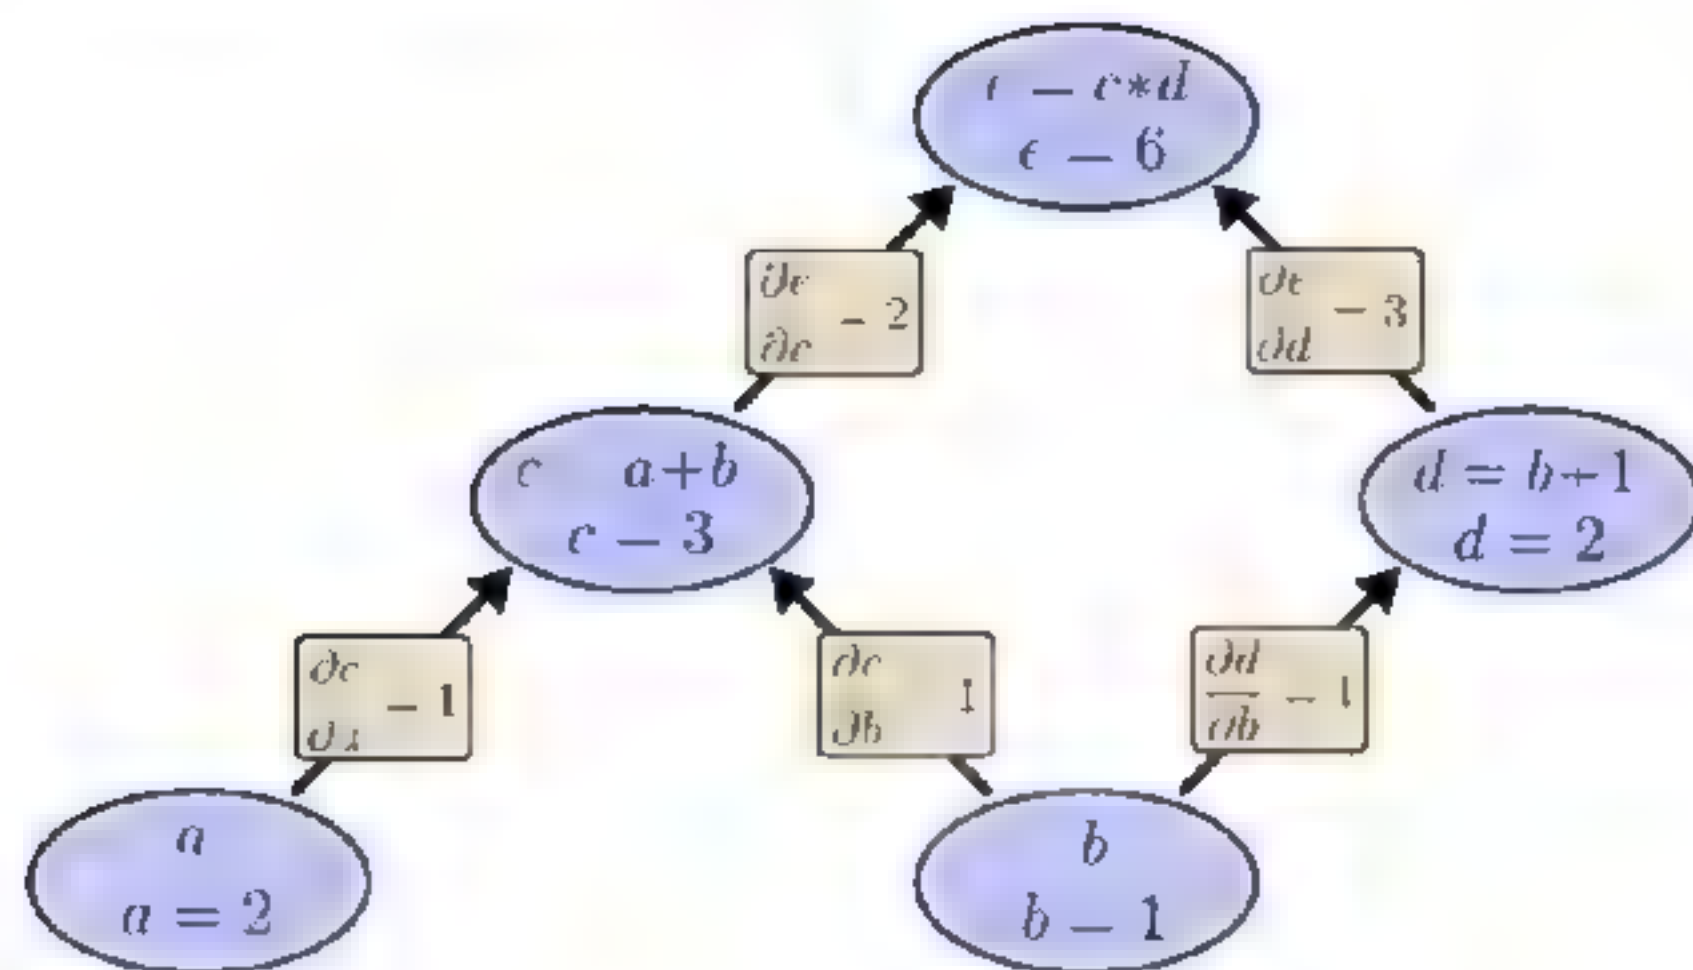 e = c*d
e = 6
∂e
∂c = 2
∂e
∂d = 3
c = a+b
c = 3
d = b+1
d = 2
∂c
∂a = 1
∂c
∂b = 1
∂d
∂b = 1
a
a = 2
b
b = 1